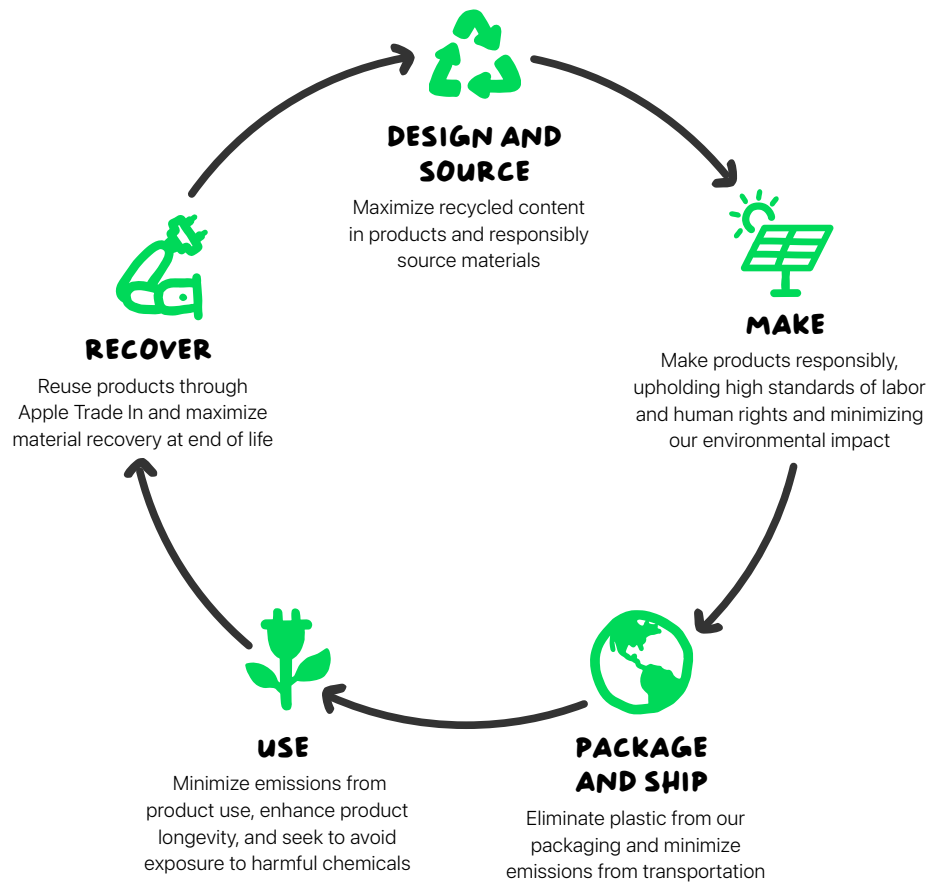 DESIGN AND
SOURCE
Maximize recycled content
in products and responsibly
source materials
MAKE
Make products responsibly,
upholding high standards of labor
and human rights and minimizing
our environmental impact
PACKAGE
AND SHIP
Eliminate plastic from our
packaging and minimize
emissions from transportation
USE
Minimize emissions from
product use, enhance product
longevity, and seek to avoid
exposure to harmful chemicals
RECOVER
Reuse products through
Apple Trade In and maximize
material recovery at end of life